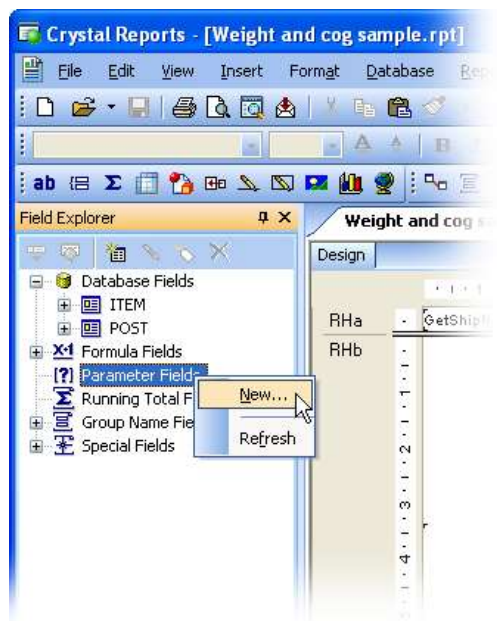 Crystal Reports - [Weight and cog sample.rpt]
File Edit View Insert Format Database
ab Σ
Field Explorer
Weight and cog
Design
Database Fields
ITEM
POST
X+1 Formula Fields
[?] Parameter Fields
Σ Running Total F
Group Name Fie
Special Fields
New...
Refresh
RHa
RHb
1
2
3
4